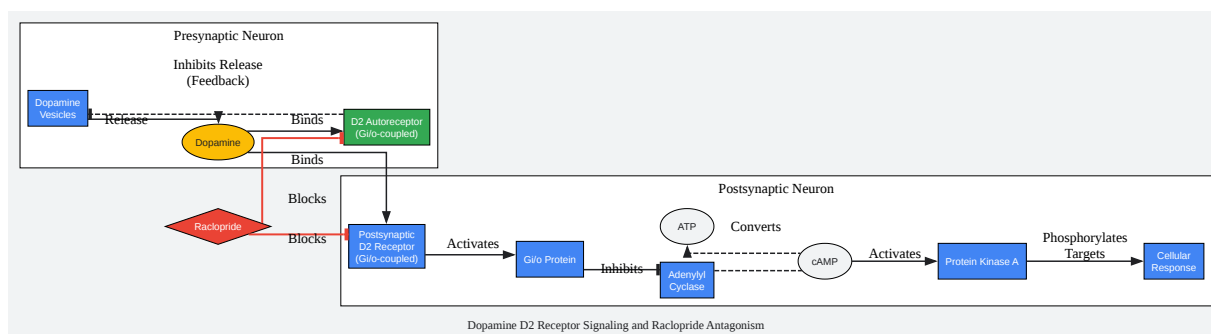 Presynaptic Neuron
Inhibits Release
(Feedback)
Dopamine
Vesicles
Release
Dopamine
Binds
D2 Autoreceptor
(Gi/o-coupled)
Binds
Postsynaptic Neuron
Raclopride
Blocks
Blocks
Postsynaptic
D2 Receptor
(Gi/o-coupled)
Activates
Gi/o Protein
Inhibits
ATP
Converts
Adenylyl
Cyclase
cAMP
Activates
Protein Kinase A
Phosphorylates
Targets
Cellular
Response
Dopamine D2 Receptor Signaling and Raclopride Antagonism